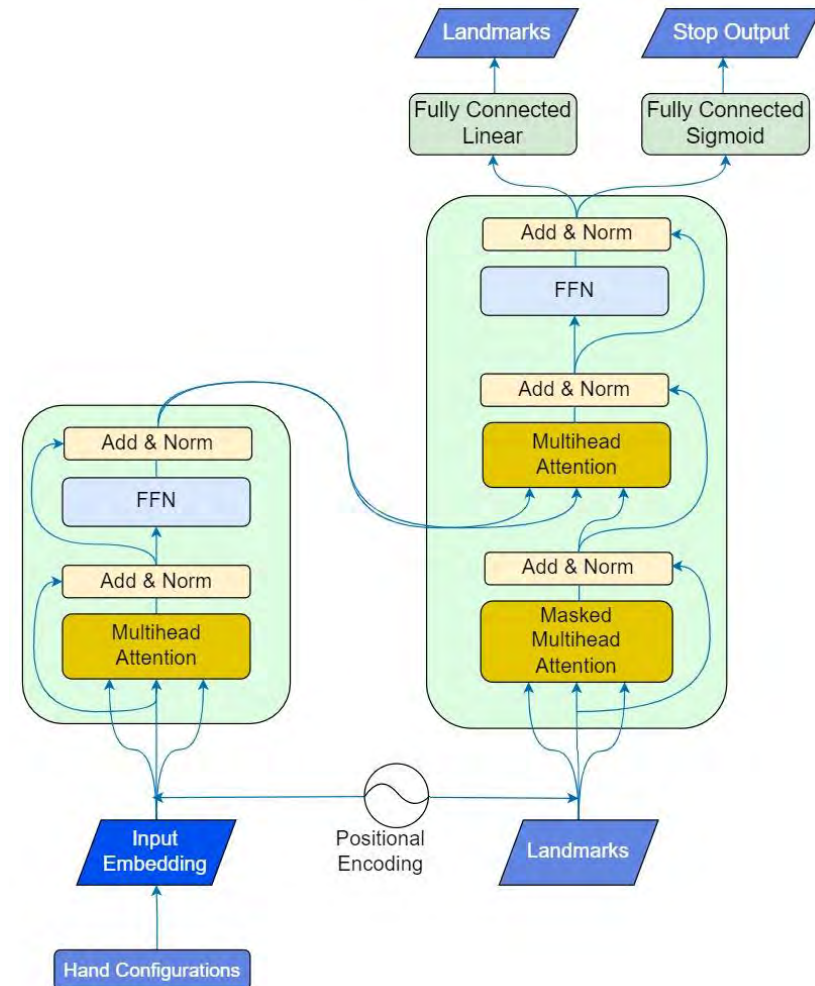 Landmarks
Stop Output
Fully Connected
Linear
Fully Connected
Sigmoid
Add & Norm
FFN
Add & Norm
Multihead
Attention
Add & Norm
Masked
Multihead
Attention
Add & Norm
FFN
Add & Norm
Multihead
Attention
Positional
Encoding
Input
Embedding
Landmarks
Hand Configurations